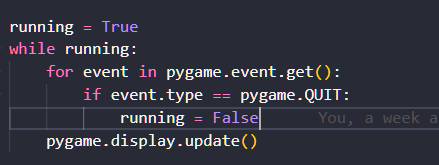 running = True
while running:
    for event in pygame.event.get():
        if event.type == pygame.QUIT:
            running = False You, a week a
    pygame.display.update()